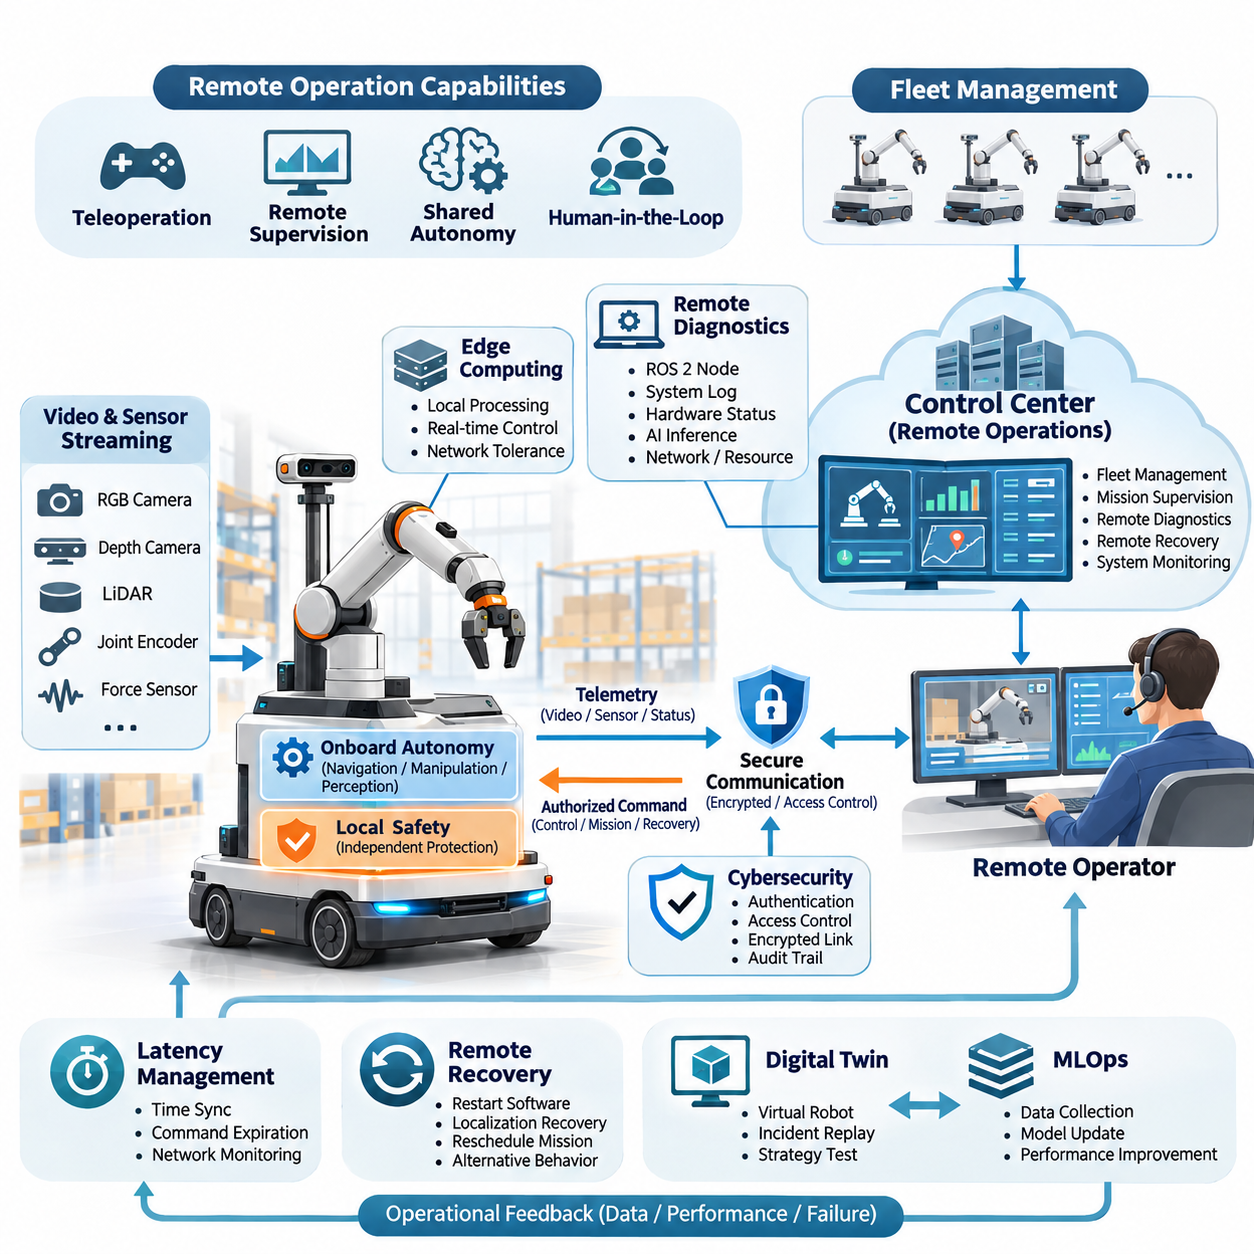 Remote Operation Capabilities
Teleoperation
Remote
Supervision
Shared
Autonomy
Human-in-the-Loop
Fleet Management
...
Video & Sensor
Streaming
RGB Camera
Depth Camera
LiDAR
Joint Encoder
Force Sensor
...
Edge
Computing
• Local Processing
• Real-time Control
• Network Tolerance
Remote
Diagnostics
• ROS 2 Node
• System Log
• Hardware Status
• AI Inference
• Network / Resource
Control Center
(Remote Operations)
• Fleet Management
• Mission Supervision
• Remote Diagnostics
• Remote Recovery
• System Monitoring
Onboard Autonomy
(Navigation / Manipulation /
Perception)
Local Safety
(Independent Protection)
Telemetry
(Video / Sensor / Status)
Authorized Command
(Control / Mission / Recovery)
Secure
Communication
(Encrypted / Access Control)
Remote Operator
Cybersecurity
• Authentication
• Access Control
• Encrypted Link
• Audit Trail
Latency
Management
• Time Sync
• Command Expiration
• Network Monitoring
Remote
Recovery
• Restart Software
• Localization Recovery
• Reschedule Mission
• Alternative Behavior
Digital Twin
• Virtual Robot
• Incident Replay
• Strategy Test
MLOps
• Data Collection
• Model Update
• Performance Improvement
Operational Feedback (Data / Performance / Failure)